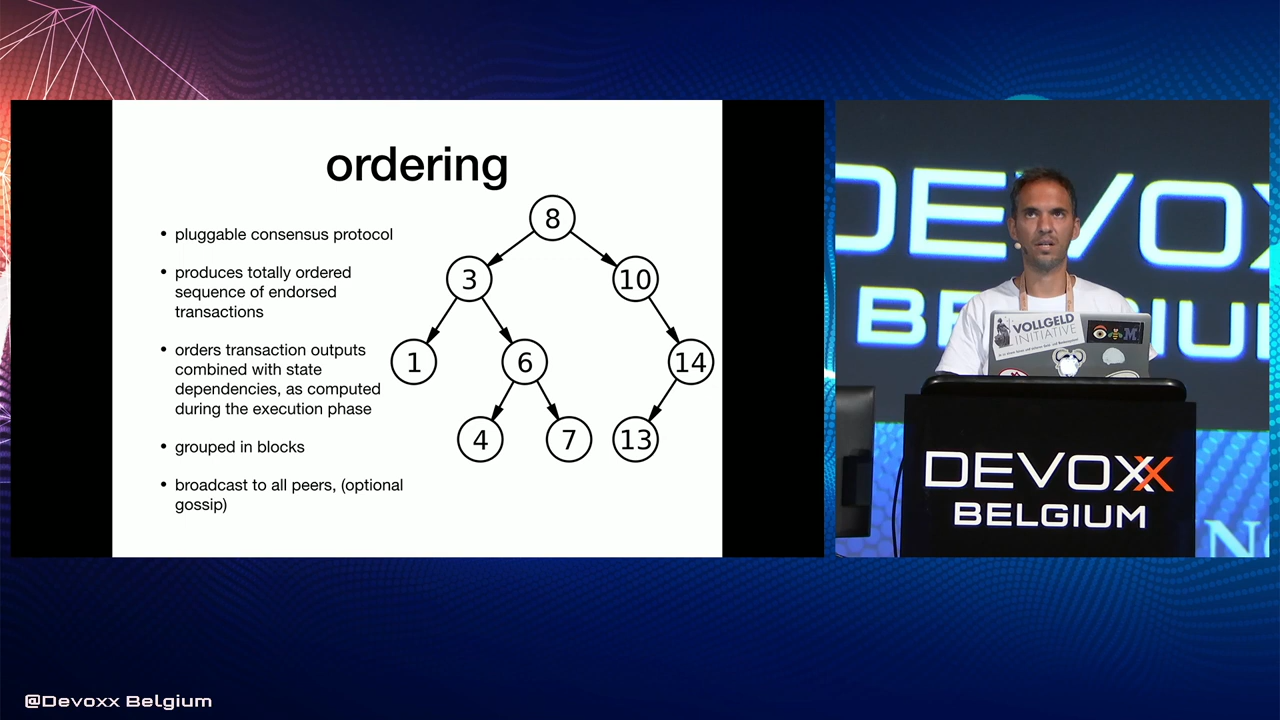 ordering
• pluggable consensus protocol
• produces totally ordered
sequence of endorsed
transactions
• orders transaction outputs
combined with state
dependencies, as computed
during the execution phase
• grouped in blocks
• broadcast to all peers, (optional
gossip)
8
3
10
1
6
14
4
7
13
DEVOX
BELGIUM
VOLLGELD
INITIATIVE
M
DEVOXX
BELGIUM
@Devoxx Belgium